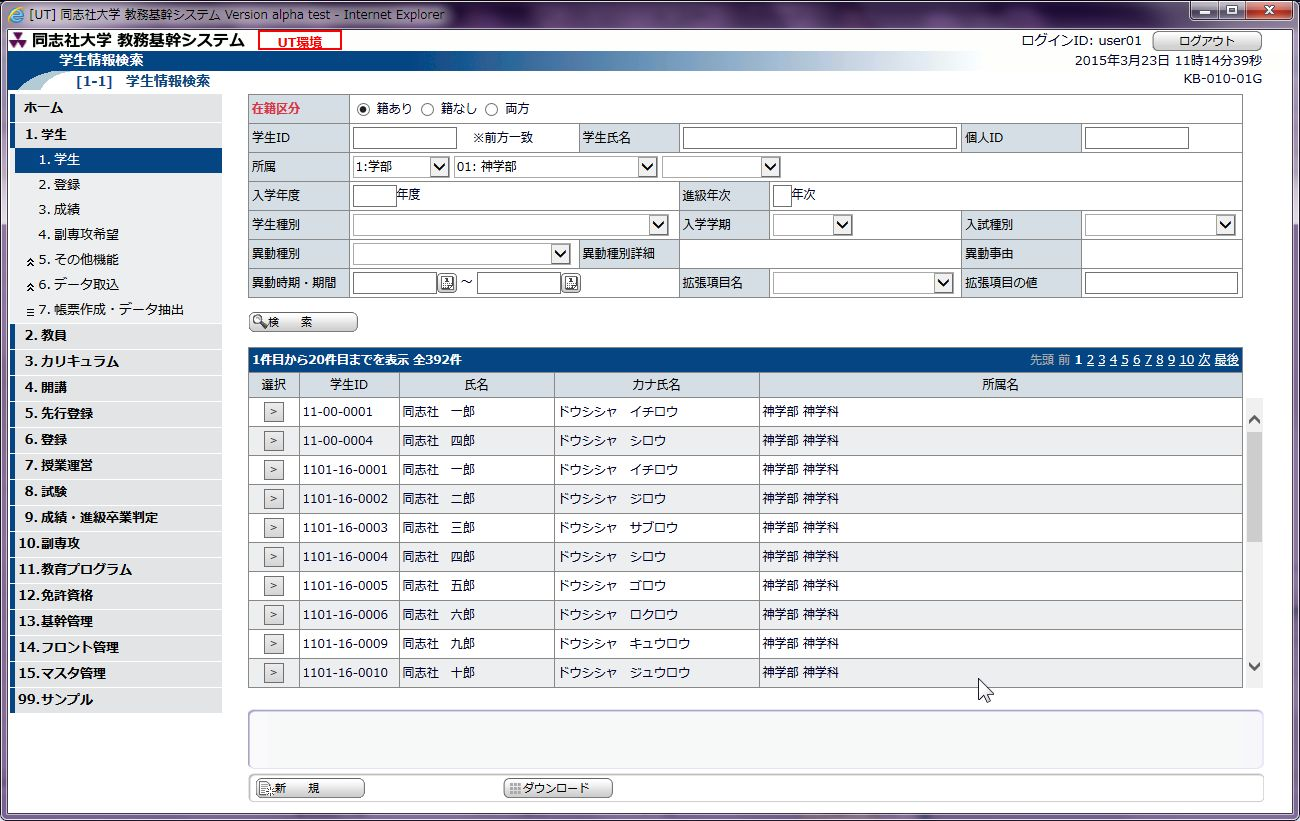 [UT] 同志社大学 教務基幹システム Version alpha test - Internet Explorer
同志社大学 教務基幹システム UT環境 ログインID: user01 ログアウト
学生情報検索 2015年3月23日 11時14分39秒
[1-1] 学生情報検索 KB-010-01G
ホーム
1. 学生
1. 学生
2. 登録
3. 成績
4. 副専攻希望
5. その他機能
6. データ取込
7. 帳票作成・データ抽出
2. 教員
3. カリキュラム
4. 開講
5. 先行登録
6. 登録
7. 授業運営
8. 試験
9. 成績・進級卒業判定
10.副専攻
11.教育プログラム
12.免許資格
13.基幹管理
14.フロント管理
15.マスタ管理
99.サンプル
在籍区分 籍あり 籍なし 両方
学生ID ※前方一致 学生氏名 個人ID
所属 1:学部 01: 神学部
入学年度 年度 進級年次 年次
学生種別 入学学期 入試種別
異動種別 異動種別詳細 異動事由
異動時期・期間 ～ 拡張項目名 拡張項目の値
検 索
1件目から20件目までを表示 全392件 先頭 前 1 2 3 4 5 6 7 8 9 10 次 最後
選択 学生ID 氏名 カナ氏名 所属名
> 11-00-0001 同志社 一郎 ドウシシャ イチロウ 神学部 神学科
> 11-00-0004 同志社 四郎 ドウシシャ シロウ 神学部 神学科
> 1101-16-0001 同志社 一郎 ドウシシャ イチロウ 神学部 神学科
> 1101-16-0002 同志社 二郎 ドウシシャ ジロウ 神学部 神学科
> 1101-16-0003 同志社 三郎 ドウシシャ サブロウ 神学部 神学科
> 1101-16-0004 同志社 四郎 ドウシシャ シロウ 神学部 神学科
> 1101-16-0005 同志社 五郎 ドウシシャ ゴロウ 神学部 神学科
> 1101-16-0006 同志社 六郎 ドウシシャ ロクロウ 神学部 神学科
> 1101-16-0009 同志社 九郎 ドウシシャ キュウロウ 神学部 神学科
> 1101-16-0010 同志社 十郎 ドウシシャ ジュウロウ 神学部 神学科
新 規 ダウンロード